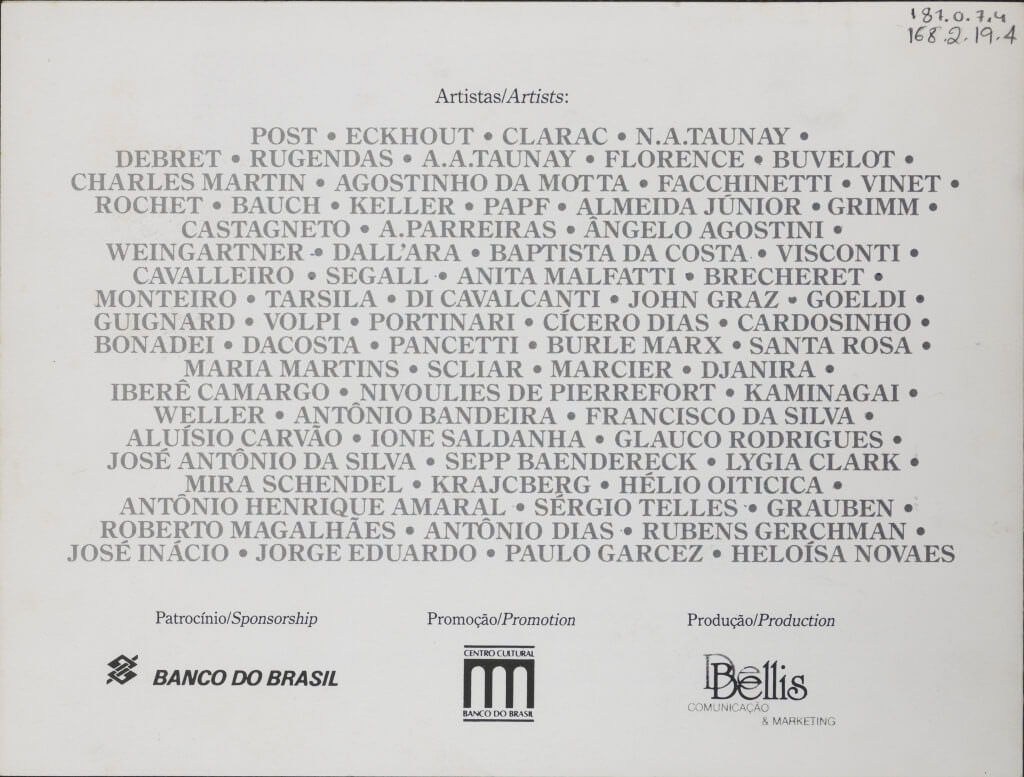 187.0.7.4
168.2.19.4
Artistas/Artists:
POST • ECKHOUT • CLARAC • N.A.TAUNAY •
DEBRET • RUGENDAS • A.A.TAUNAY • FLORENCE • BUVELOT •
CHARLES MARTIN • AGOSTINHO DA MOTTA • FACCHINETTI • VINET •
ROCHET • BAUCH • KELLER • PAPF • ALMEIDA JÚNIOR • GRIMM •
CASTAGNETO • A.PARREIRAS • ÂNGELO AGOSTINI •
WEINGARTNER • DALL'ARA • BAPTISTA DA COSTA • VISCONTI •
CAVALLEIRO • SEGALL • ANITA MALFATTI • BRECHERET •
MONTEIRO • TARSILA • DI CAVALCANTI • JOHN GRAZ • GOELDI •
GUIGNARD • VOLPI • PORTINARI • CÍCERO DIAS • CARDOSINHO •
BONADEI • DACOSTA • PANCETTI • BURLE MARX • SANTA ROSA •
MARIA MARTINS • SCLIAR • MARCIER • DJANIRA •
IBERÊ CAMARGO • NIVOULIES DE PIERREFORT • KAMINAGAI •
WELLER • ANTÔNIO BANDEIRA • FRANCISCO DA SILVA •
ALUÍSIO CARVÃO • IONE SALDANHA • GLAUCO RODRIGUES •
JOSÉ ANTÔNIO DA SILVA • SEPP BAENDERECK • LYGIA CLARK •
MIRA SCHENDEL • KRAJCBERG • HÉLIO OITICICA •
ANTÔNIO HENRIQUE AMARAL • SÉRGIO TELLES • GRAUBEN •
ROBERTO MAGALHÃES • ANTÔNIO DIAS • RUBENS GERCHMAN •
JOSÉ INÁCIO • JORGE EDUARDO • PAULO GARCEZ • HELOÍSA NOVAES
Patrocínio/Sponsorship
BANCO DO BRASIL
Promoção/Promotion
CENTRO CULTURAL
BANCO DO BRASIL
Produção/Production
D'Bellis
COMUNICAÇÃO
& MARKETING